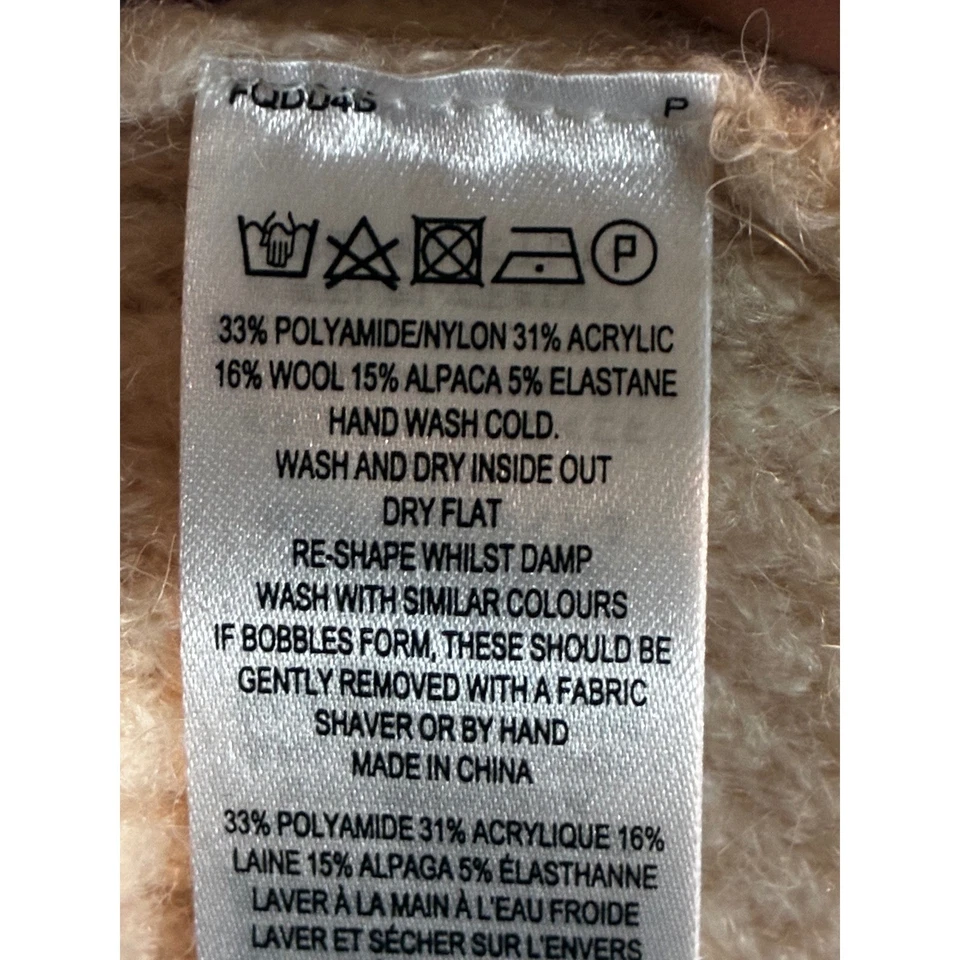 P
P
33% POLYAMIDE/NYLON 31% ACRYLIC
16% WOOL 15% ALPACA 5% ELASTANE
HAND WASH COLD.
WASH AND DRY INSIDE OUT
DRY FLAT
RE-SHAPE WHILST DAMP
WASH WITH SIMILAR COLOURS
IF BOBBLES FORM, THESE SHOULD BE
GENTLY REMOVED WITH A FABRIC
SHAVER OR BY HAND
MADE IN CHINA
33% POLYAMIDE 31% ACRYLIQUE 16%
LAINE 15% ALPAGA 5% ÉLASTHANNE
LAVER À LA MAIN À L'EAU FROIDE
LAVER ET SÉCHER SUR L'ENVERS